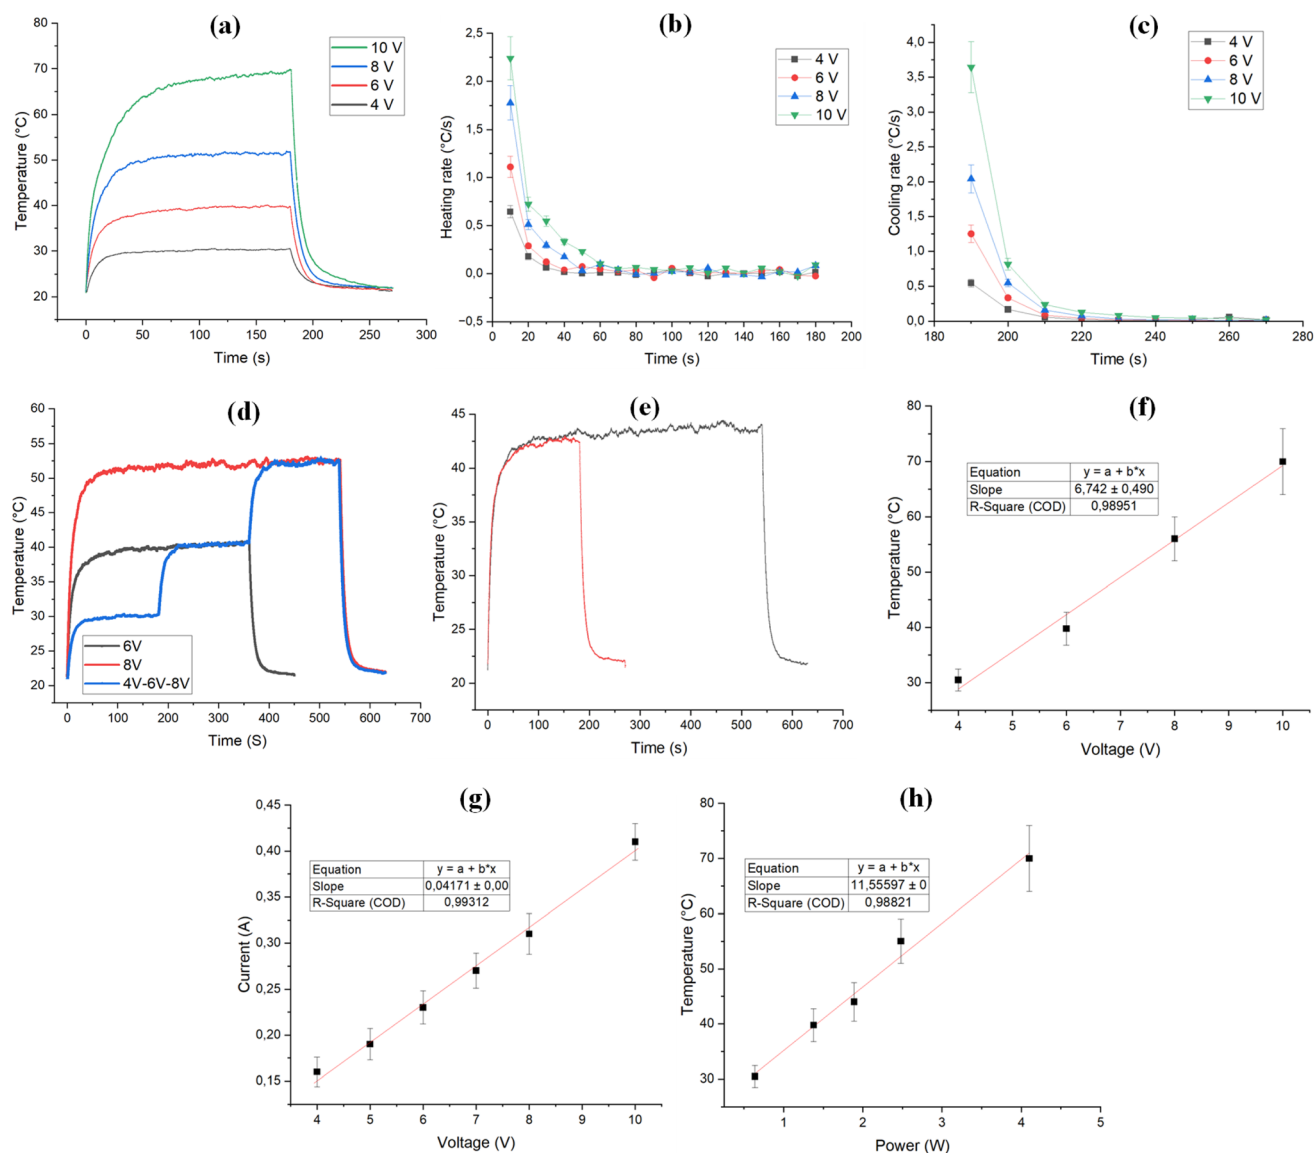 (a)
80
70
60
50
40
30
20
Temperature (°C)
10 V
8 V
6 V
4 V
0
50
100
150
200
250
300
Time (s)
(b)
2,5
2,0
1,5
1,0
0,5
0,0
−0,5
Heating rate (°C/s)
4 V
6 V
8 V
10 V
0
20
40
60
80
100
120
140
160
180
200
Time (s)
(c)
4,0
3,5
3,0
2,5
2,0
1,5
1,0
0,5
0,0
Cooling rate (°C/s)
4 V
6 V
8 V
10 V
180
200
220
240
260
280
Time (s)
(d)
60
55
50
45
40
35
30
25
20
Temperature (°C)
6V
8V
4V-6V-8V
0
100
200
300
400
500
600
700
Time (S)
(e)
45
40
35
30
25
20
Temperature (°C)
0
100
200
300
400
500
600
700
Time (s)
(f)
80
70
60
50
40
30
Temperature (°C)
Equation y = a + b*x
Slope 6,742 ± 0,490
R-Square (COD) 0,98951
4
5
6
7
8
9
10
Voltage (V)
(g)
0,45
0,40
0,35
0,30
0,25
0,20
0,15
Current (A)
Equation y = a + b*x
Slope 0,04171 ± 0,00
R-Square (COD) 0,99312
4
5
6
7
8
9
10
Voltage (V)
(h)
80
70
60
50
40
30
Temperature (°C)
Equation y = a + b*x
Slope 11,55597 ± 0
R-Square (COD) 0,98821
1
2
3
4
5
Power (W)